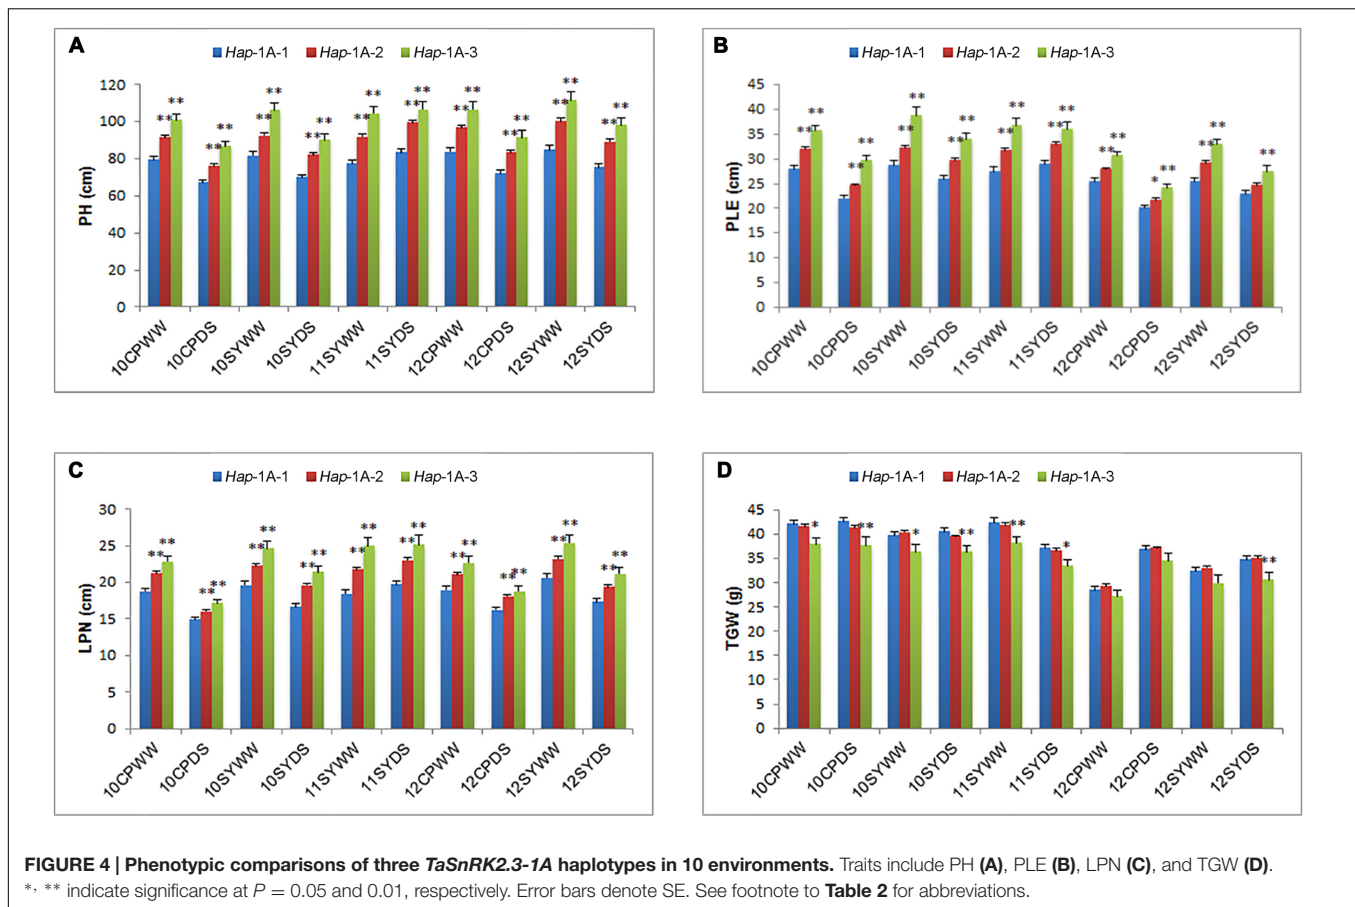 A
Hap-1A-1 Hap-1A-2 Hap-1A-3
PH (cm)
120
100
80
60
40
20
0
** ** ** ** ** ** ** ** ** ** ** ** ** ** ** ** ** ** ** **
10CPWW 10CPDS 10SYWW 10SYDS 11SYWW 11SYDS 12CPWW 12CPDS 12SYWW 12SYDS
B
Hap-1A-1 Hap-1A-2 Hap-1A-3
PLE (cm)
45
40
35
30
25
20
15
10
5
0
** ** ** ** ** ** ** ** ** ** ** ** ** ** * ** ** ** **
10CPWW 10CPDS 10SYWW 10SYDS 11SYWW 11SYDS 12CPWW 12CPDS 12SYWW 12SYDS
C
Hap-1A-1 Hap-1A-2 Hap-1A-3
LPN (cm)
30
25
20
15
10
5
0
** ** ** ** ** ** ** ** ** ** ** ** ** ** ** ** ** ** ** **
10CPWW 10CPDS 10SYWW 10SYDS 11SYWW 11SYDS 12CPWW 12CPDS 12SYWW 12SYDS
D
Hap-1A-1 Hap-1A-2 Hap-1A-3
TGW (g)
45
40
35
30
25
20
15
10
5
0
* ** * ** ** * **
10CPWW 10CPDS 10SYWW 10SYDS 11SYWW 11SYDS 12CPWW 12CPDS 12SYWW 12SYDS
FIGURE 4 | Phenotypic comparisons of three TaSnRK2.3-1A haplotypes in 10 environments. Traits include PH (A), PLE (B), LPN (C), and TGW (D).
*, ** indicate significance at P = 0.05 and 0.01, respectively. Error bars denote SE. See footnote to Table 2 for abbreviations.